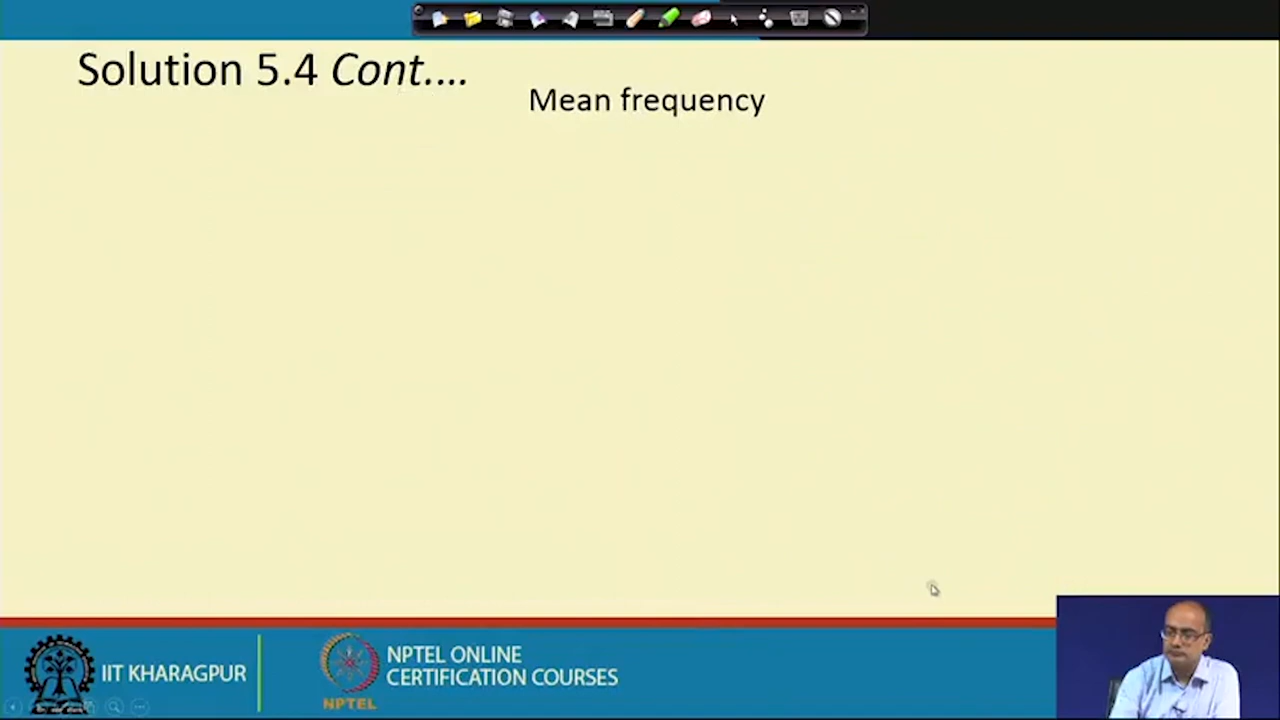 Solution 5.4 Cont....
Mean frequency
IIT KHARAGPUR
NPTEL ONLINE
CERTIFICATION COURSES
NPTEL